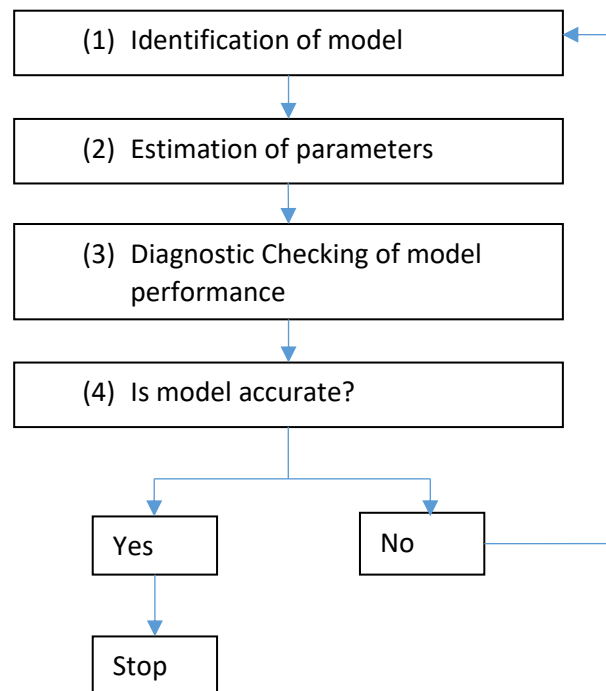 (1) Identification of model
(2) Estimation of parameters
(3) Diagnostic Checking of model
performance
(4) Is model accurate?
Yes
No
Stop